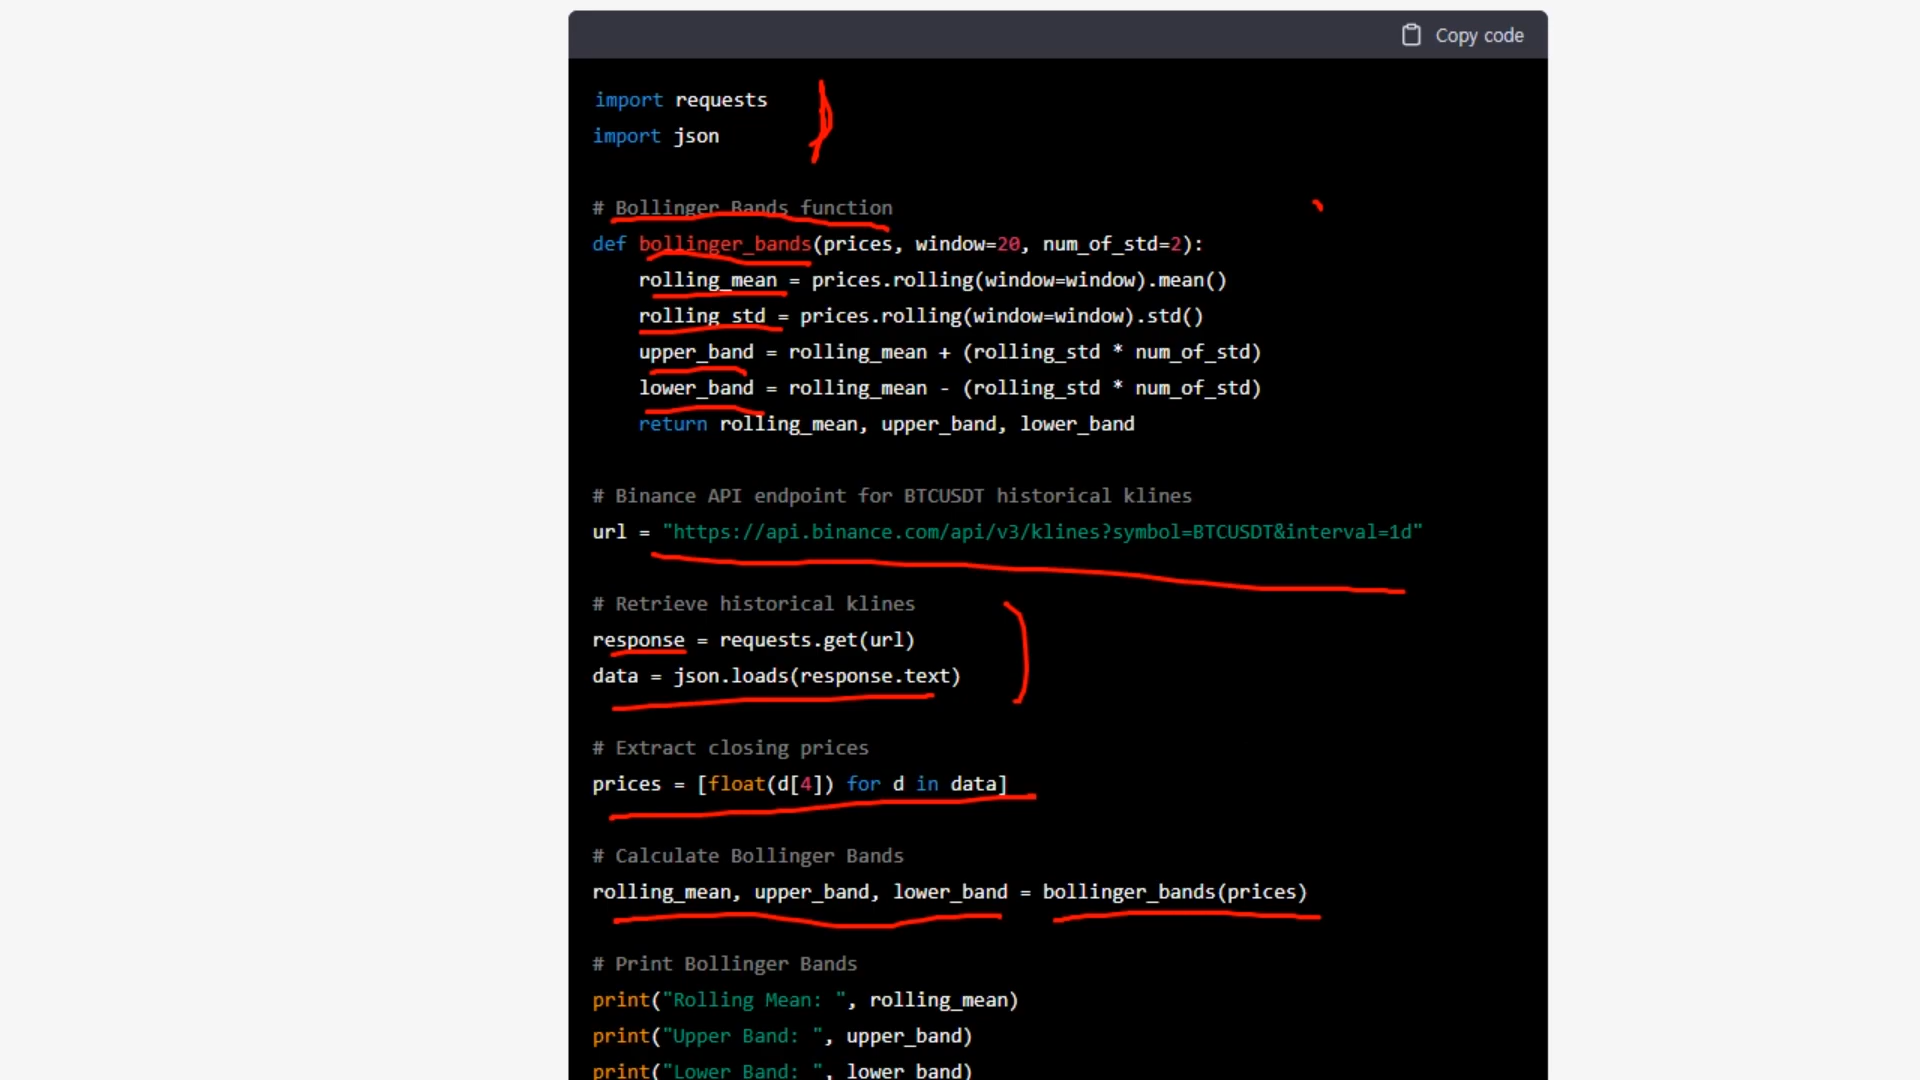 Copy code
import requests
import json
# Bollinger Bands function
def bollinger_bands(prices, window=20, num_of_std=2):
    rolling_mean = prices.rolling(window=window).mean()
    rolling_std = prices.rolling(window=window).std()
    upper_band = rolling_mean + (rolling_std * num_of_std)
    lower_band = rolling_mean - (rolling_std * num_of_std)
    return rolling_mean, upper_band, lower_band
# Binance API endpoint for BTCUSDT historical klines
url = "https://api.binance.com/api/v3/klines?symbol=BTCUSDT&interval=1d"
# Retrieve historical klines
response = requests.get(url)
data = json.loads(response.text)
# Extract closing prices
prices = [float(d[4]) for d in data]
# Calculate Bollinger Bands
rolling_mean, upper_band, lower_band = bollinger_bands(prices)
# Print Bollinger Bands
print("Rolling Mean: ", rolling_mean)
print("Upper Band: ", upper_band)
print("Lower Band: ", lower_band)